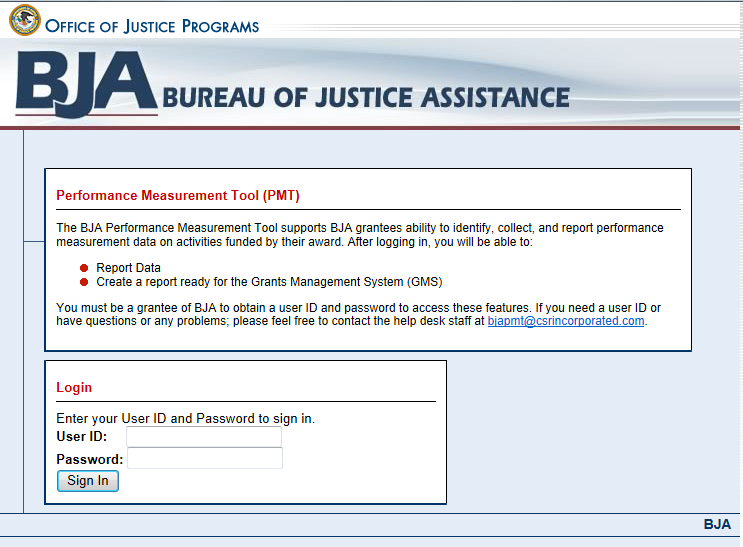 OFFICE OF JUSTICE PROGRAMS
BJA BUREAU OF JUSTICE ASSISTANCE
Performance Measurement Tool (PMT)
The BJA Performance Measurement Tool supports BJA grantees ability to identify, collect, and report performance
measurement data on activities funded by their award. After logging in, you will be able to:
Report Data
Create a report ready for the Grants Management System (GMS)
You must be a grantee of BJA to obtain a user ID and password to access these features. If you need a user ID or
have questions or any problems; please feel free to contact the help desk staff at bjapmt@csrincorporated.com.
Login
Enter your User ID and Password to sign in.
User ID:
Password:
Sign In
BJA